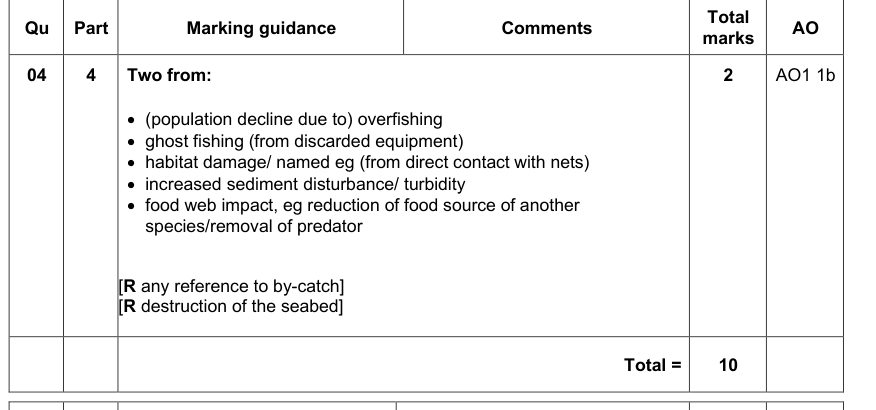 Qu Part Marking guidance Comments Total marks AO
04 4 Two from: 2 AO1 1b
• (population decline due to) overfishing
• ghost fishing (from discarded equipment)
• habitat damage/ named eg (from direct contact with nets)
• increased sediment disturbance/ turbidity
• food web impact, eg reduction of food source of another
species/removal of predator
[R any reference to by-catch]
[R destruction of the seabed]
Total = 10